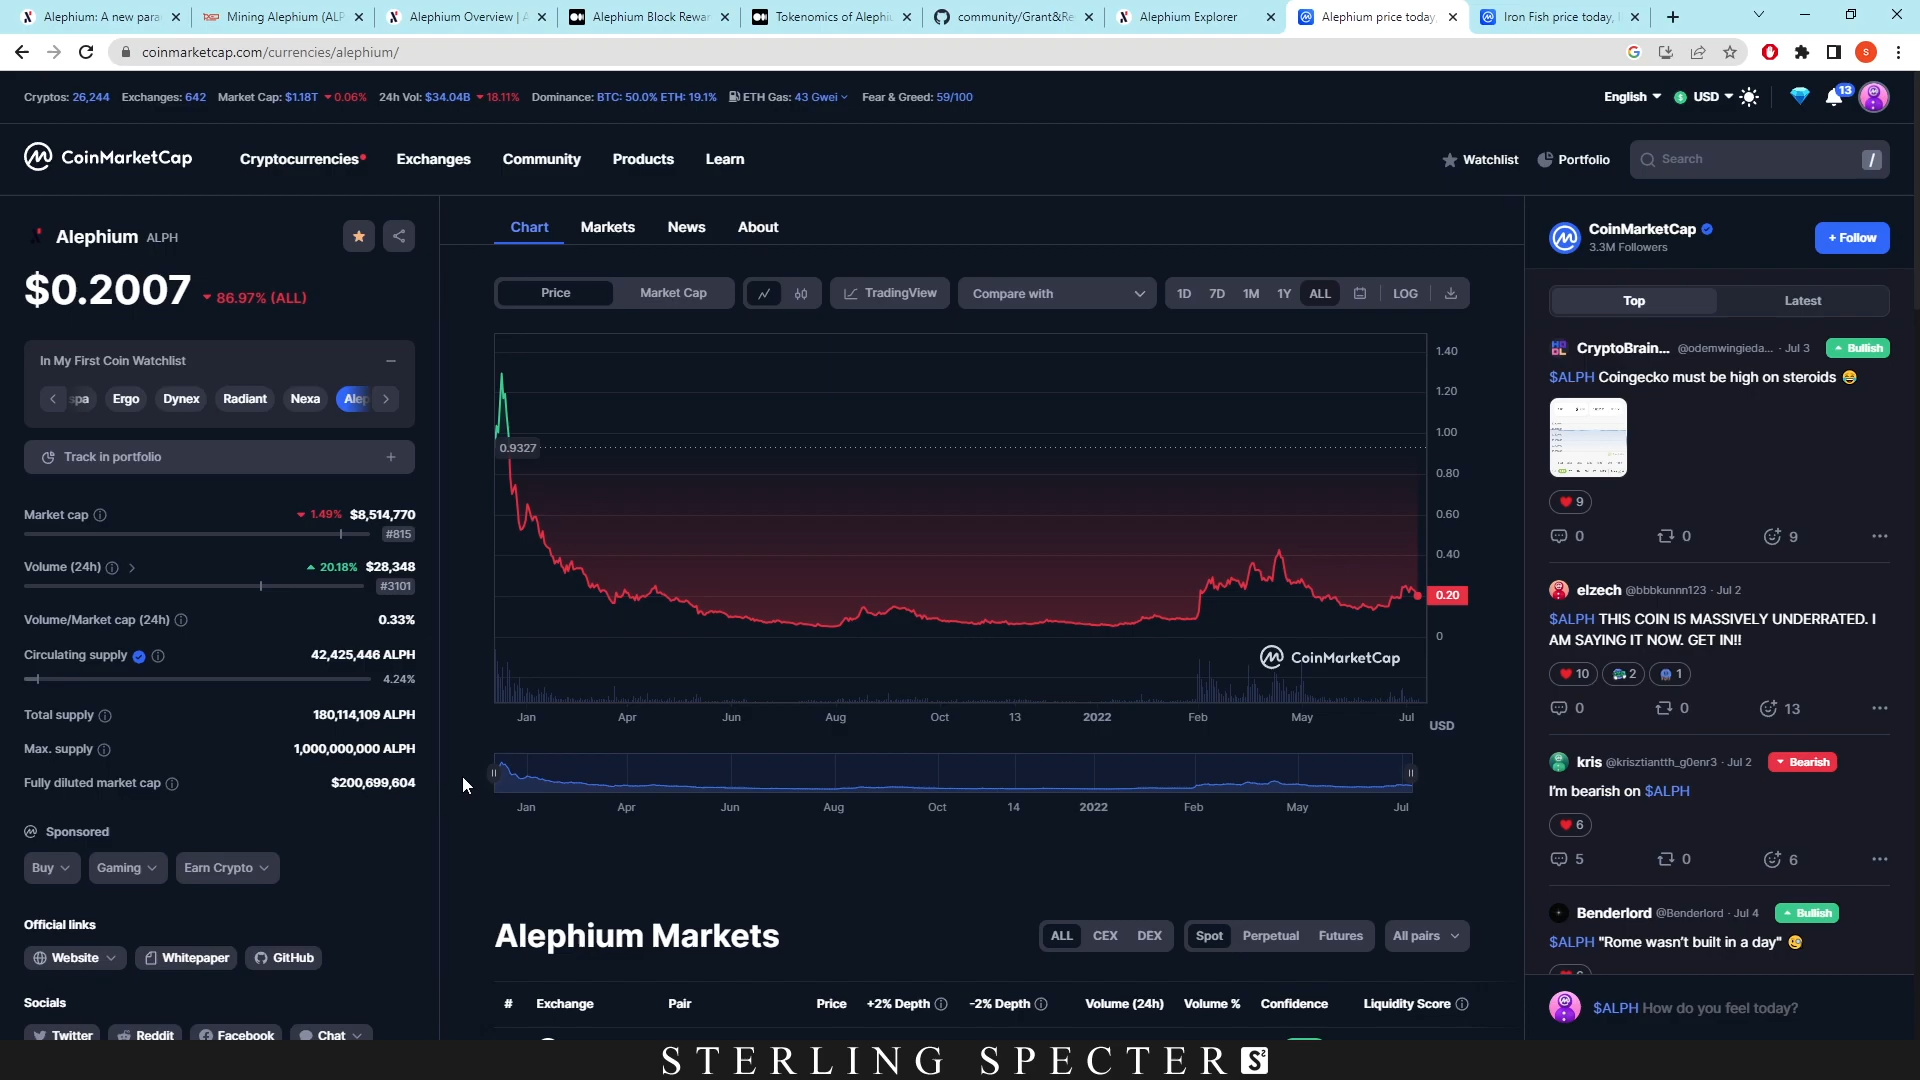 Alephium: A new para
Mining Alephium (ALP
Alephium Overview | A
Alephium Block Rewar
Tokenomics of Alephiu
community/Grant&Re
Alephium Explorer
Alephium price today,
Iron Fish price today,
coinmarketcap.com/currencies/alephium/
S
Cryptos: 26,244 Exchanges: 642 Market Cap: $1.18T 0.06% 24h Vol: $34.04B 18.11% Dominance: BTC: 50.0% ETH: 19.1% ETH Gas: 43 Gwei Fear & Greed: 59/100
English USD 13
CoinMarketCap
Cryptocurrencies Exchanges Community Products Learn
Watchlist Portfolio Search /
Alephium ALPH
$0.2007 86.97% (ALL)
In My First Coin Watchlist
spa Ergo Dynex Radiant Nexa Alep
Track in portfolio +
Market cap 1.49% $8,514,770
#815
Volume (24h) 20.18% $28,348
#3101
Volume/Market cap (24h) 0.33%
Circulating supply 42,425,446 ALPH
4.24%
Total supply 180,114,109 ALPH
Max. supply 1,000,000,000 ALPH
Fully diluted market cap $200,699,604
Sponsored
Buy Gaming Earn Crypto
Official links
Website Whitepaper GitHub
Socials
Twitter Reddit Facebook Chat
Chart Markets News About
Price Market Cap TradingView Compare with 1D 7D 1M 1Y ALL LOG
1.40
1.20
1.00
0.9327
0.80
0.60
0.40
0.20
0
CoinMarketCap
Jan Apr Jun Aug Oct 13 2022 Feb May Jul
USD
Jan Apr Jun Aug Oct 14 2022 Feb May Jul
Alephium Markets
ALL CEX DEX Spot Perpetual Futures All pairs
# Exchange Pair Price +2% Depth -2% Depth Volume (24h) Volume % Confidence Liquidity Score
CoinMarketCap
3.3M Followers
+ Follow
Top Latest
CryptoBrain... @odemwingieda... · Jul 3 Bullish
$ALPH Coingecko must be high on steroids 😂
9
0 0 9
elzech @bbbkunnn123 · Jul 2
$ALPH THIS COIN IS MASSIVELY UNDERRATED. I
AM SAYING IT NOW. GET IN!!
10 2 1
0 0 13
kris @krisztiantth_g0enr3 · Jul 2 Bearish
I'm bearish on $ALPH
6
5 0 6
Benderlord @Benderlord · Jul 4 Bullish
$ALPH "Rome wasn't built in a day" 🧐
$ALPH How do you feel today?
STERLING SPECTER